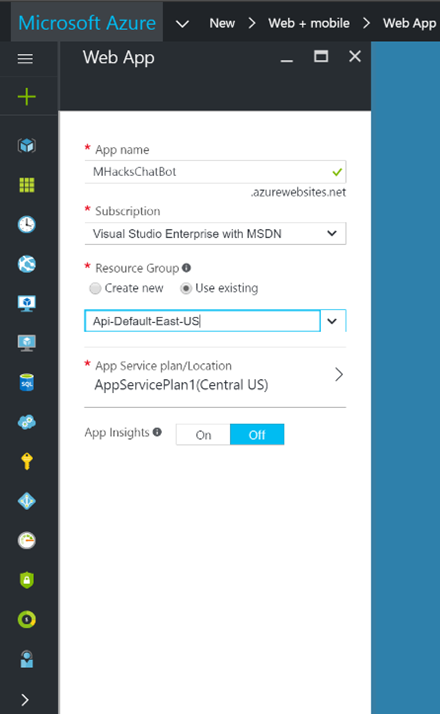 Microsoft Azure New > Web + mobile > Web App
Web App
* App name
MHacksChatBot
.azurewebsites.net
* Subscription
Visual Studio Enterprise with MSDN
* Resource Group
Create new Use existing
Api-Default-East-US
* App Service plan/Location
AppServicePlan1(Central US)
App Insights On Off
SQL